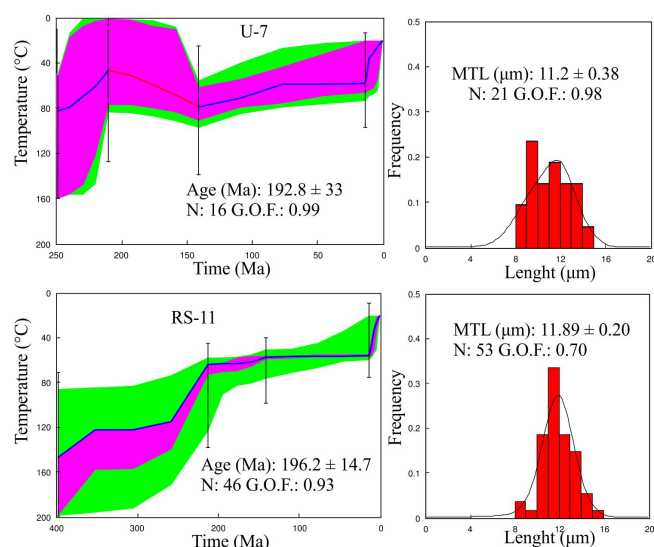 U-7
0
40
80
120
160
200
Temperature (°C)
Age (Ma): 192.8 ± 33
N: 16 G.O.F.: 0.99
250 200 150 100 50 0
Time (Ma)
MTL (μm): 11.2 ± 0.38
N: 21 G.O.F.: 0.98
0.5
0.4
0.3
0.2
0.1
0.0
Frequency
0 4 8 12 16 20
Lenght (μm)
RS-11
0
40
80
120
160
200
Temperature (°C)
Age (Ma): 196.2 ± 14.7
N: 46 G.O.F.: 0.93
400 300 200 100 0
Time (Ma)
MTL (μm): 11.89 ± 0.20
N: 53 G.O.F.: 0.70
0.5
0.4
0.3
0.2
0.1
0.0
Frequency
0 4 8 12 16 20
Lenght (μm)